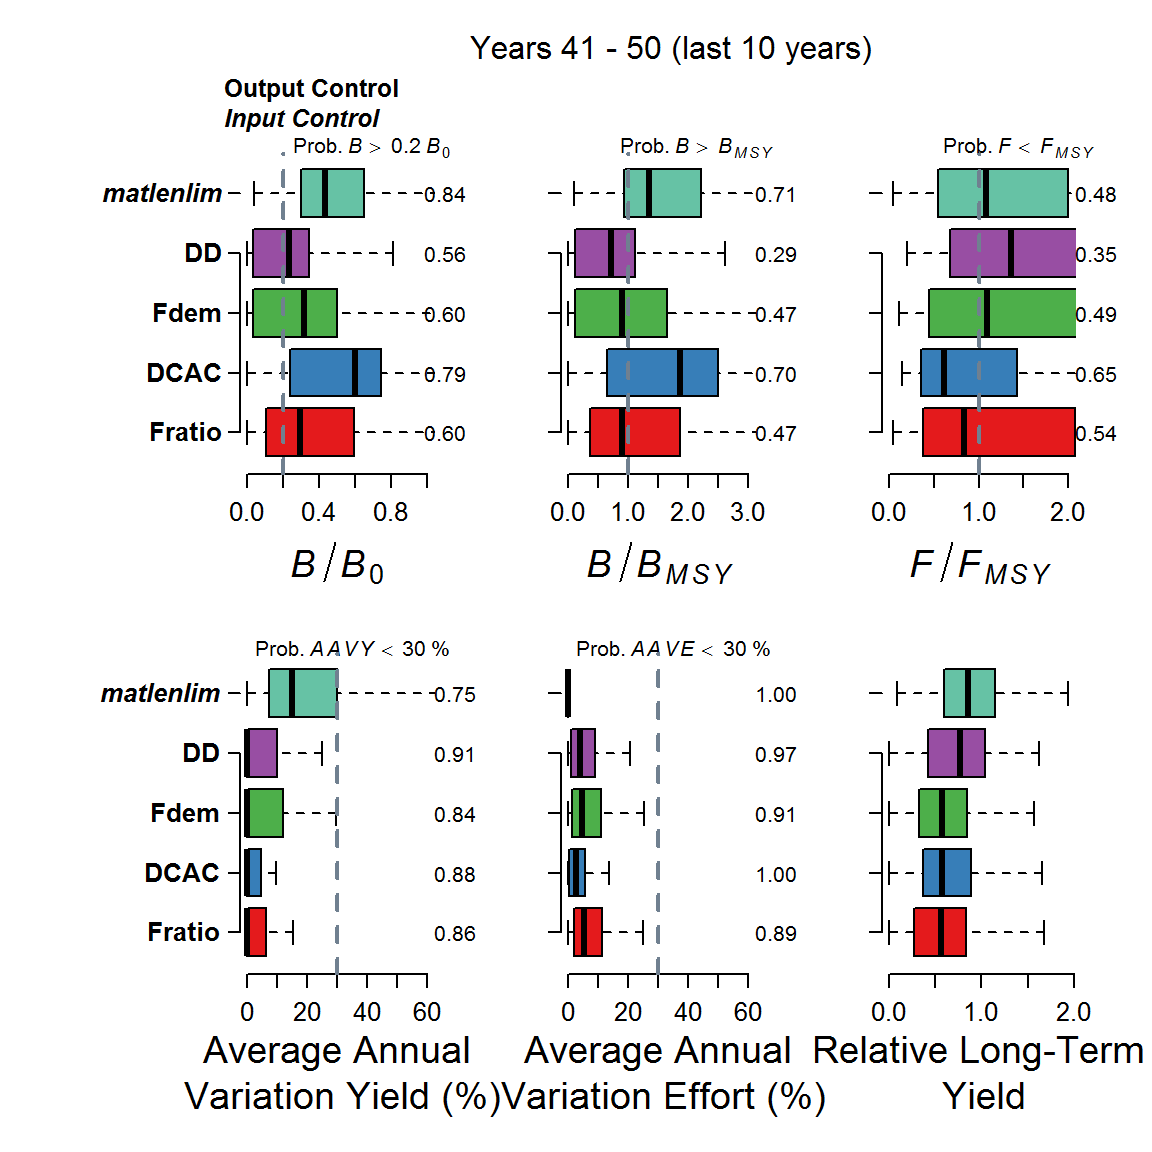 Years 41 - 50 (last 10 years)
Output Control
Input Control
Prob. B > 0.2 B0
Prob. B > BMSY
Prob. F < FMSY
matlenlim 0.84 0.71 0.48
DD 0.56 0.29 0.35
Fdem 0.60 0.47 0.49
DCAC 0.79 0.70 0.65
Fratio 0.60 0.47 0.54
0.0 0.4 0.8 0.0 1.0 2.0 3.0 0.0 1.0 2.0
B/B0 B/BMSY F/FMSY
Prob. AAVY < 30 %
Prob. AAVE < 30 %
matlenlim 0.75 1.00
DD 0.91 0.97
Fdem 0.84 0.91
DCAC 0.88 1.00
Fratio 0.86 0.89
0 20 40 60 0 20 40 60 0.0 1.0 2.0
Average Annual
Variation Yield (%)
Average Annual
Variation Effort (%)
Relative Long-Term
Yield